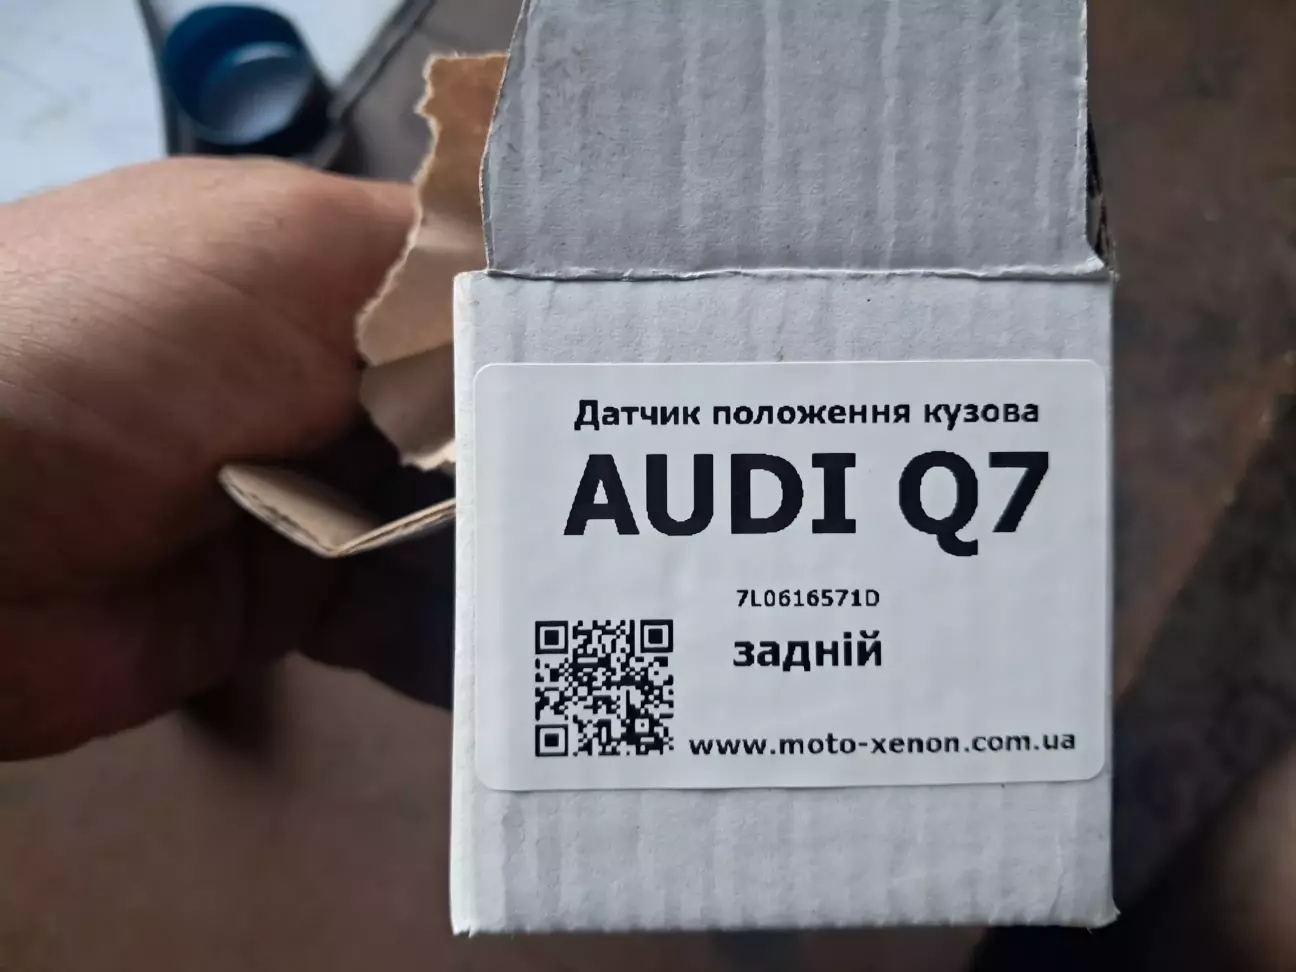 Датчик положення кузова
AUDI Q7
7L0616571D
задній
www.moto-xenon.com.ua